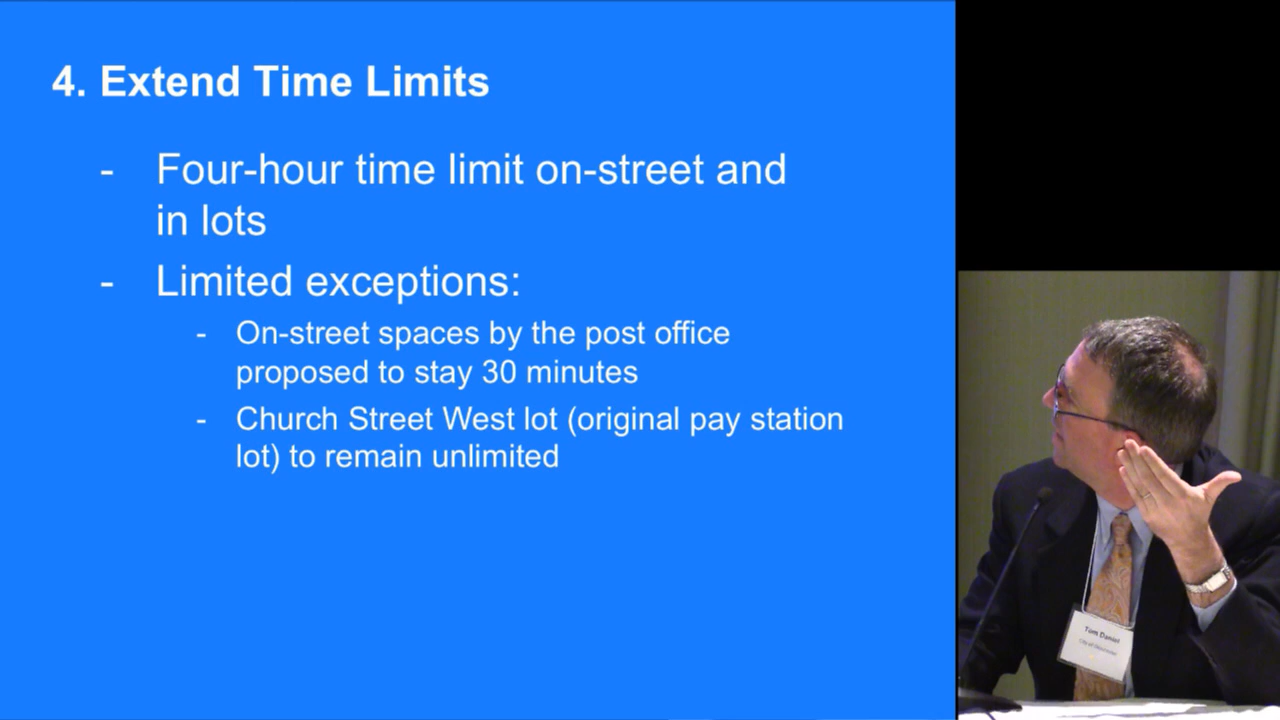 4. Extend Time Limits
- Four-hour time limit on-street and
in lots
- Limited exceptions:
- On-street spaces by the post office
proposed to stay 30 minutes
- Church Street West lot (original pay station
lot) to remain unlimited
Tom Daniel
City of